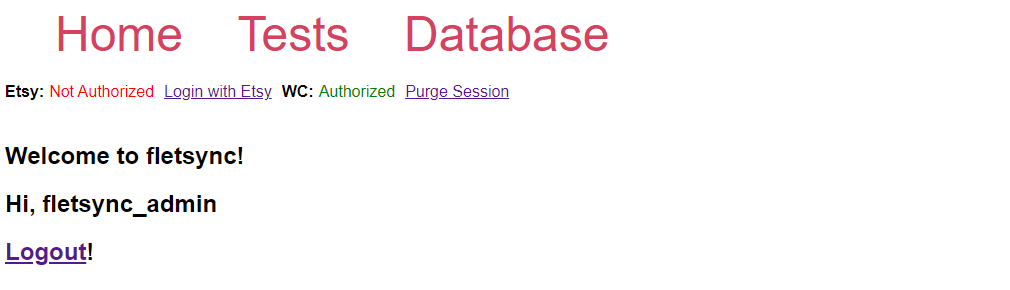 Home Tests Database
Etsy: Not Authorized Login with Etsy WC: Authorized Purge Session
Welcome to fletsync!
Hi, fletsync_admin
Logout!